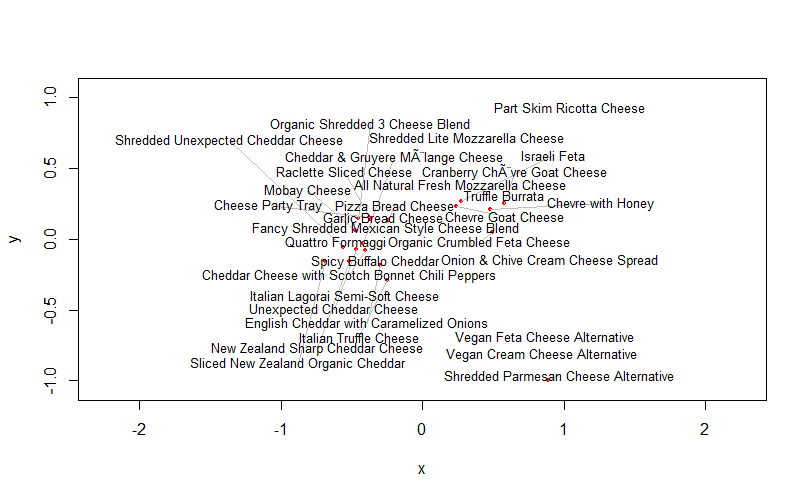 Part Skim Ricotta Cheese
Organic Shredded 3 Cheese Blend
Shredded Unexpected Cheddar Cheese
Shredded Lite Mozzarella Cheese
Cheddar & Gruyere MÃ lange Cheese
Israeli Feta
Raclette Sliced Cheese
Cranberry ChÃ vre Goat Cheese
All Natural Fresh Mozzarella Cheese
Mobay Cheese
Truffle Burrata
Cheese Party Tray
Pizza Bread Cheese
Chevre with Honey
Garlic Bread Cheese
Chevre Goat Cheese
Fancy Shredded Mexican Style Cheese Blend
Quattro Formaggi
Organic Crumbled Feta Cheese
Spicy Buffalo Cheddar
Onion & Chive Cream Cheese Spread
Cheddar Cheese with Scotch Bonnet Chili Peppers
Italian Lagorai Semi-Soft Cheese
Unexpected Cheddar Cheese
English Cheddar with Caramelized Onions
Italian Truffle Cheese
Vegan Feta Cheese Alternative
New Zealand Sharp Cheddar Cheese
Vegan Cream Cheese Alternative
Sliced New Zealand Organic Cheddar
Shredded Parmesan Cheese Alternative
y
1.0
0.5
0.0
-0.5
-1.0
-2
-1
0
1
2
x